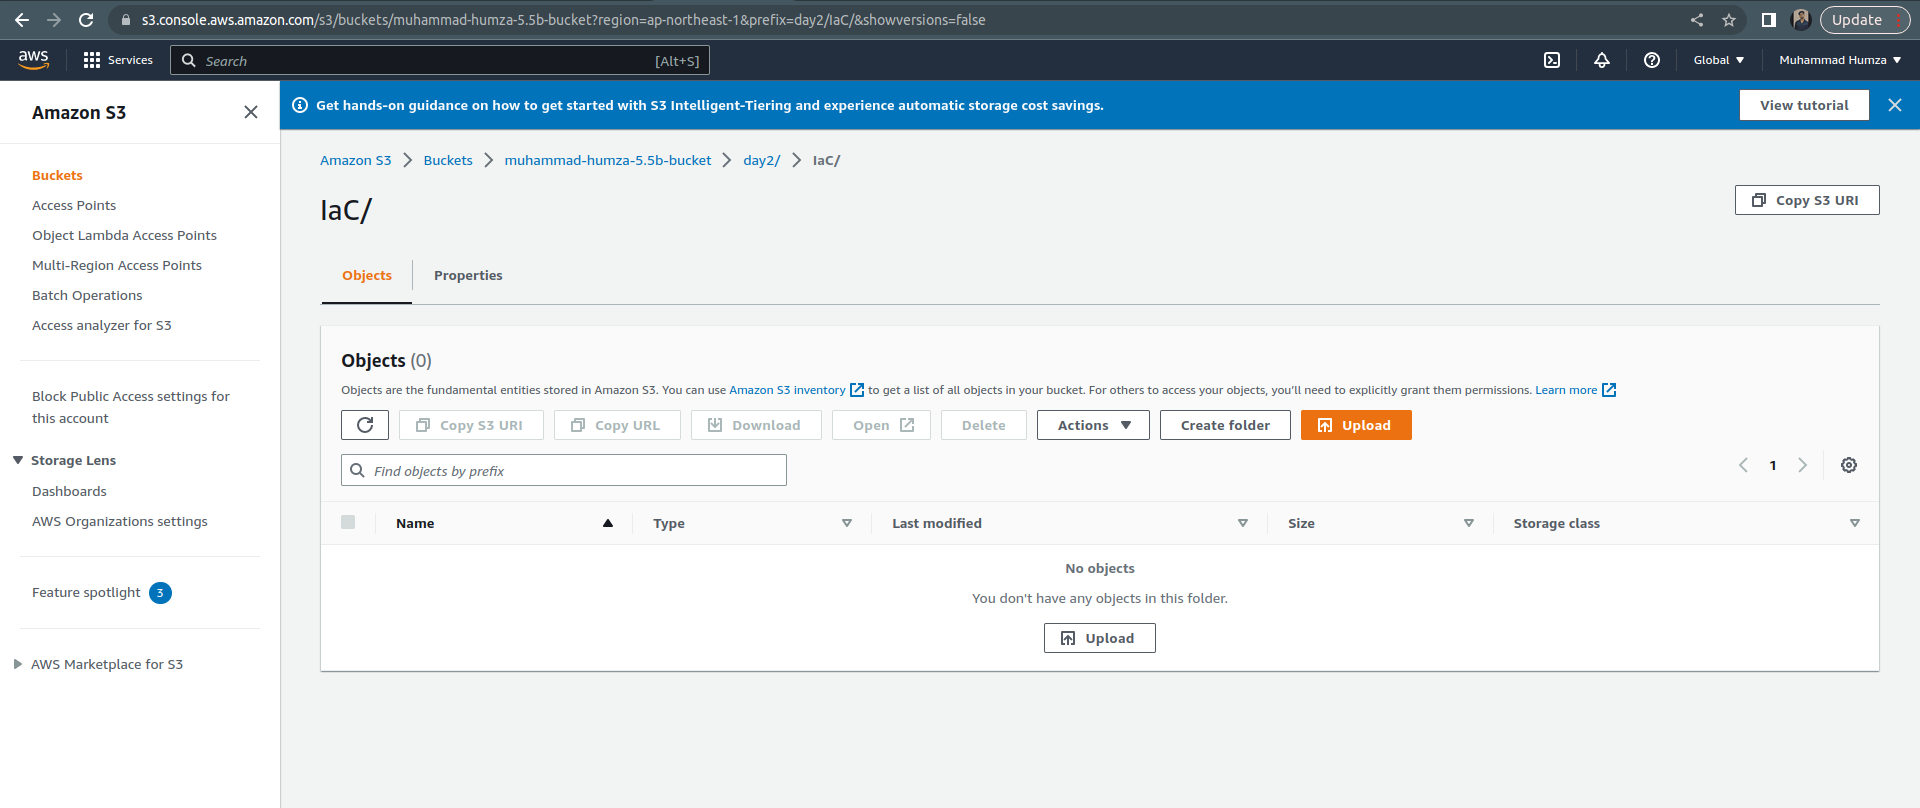 s3.console.aws.amazon.com/s3/buckets/muhammad-humza-5.5b-bucket?region=ap-northeast-1&prefix=day2/IaC/&showversions=false
Update
aws
Services
Search
[Alt+S]
Global
Muhammad Humza
Amazon S3
Get hands-on guidance on how to get started with S3 Intelligent-Tiering and experience automatic storage cost savings.
View tutorial
Buckets
Access Points
Object Lambda Access Points
Multi-Region Access Points
Batch Operations
Access analyzer for S3
Block Public Access settings for
this account
Storage Lens
Dashboards
AWS Organizations settings
Feature spotlight 3
AWS Marketplace for S3
Amazon S3 > Buckets > muhammad-humza-5.5b-bucket > day2/ > IaC/
IaC/
Copy S3 URI
Objects
Properties
Objects (0)
Objects are the fundamental entities stored in Amazon S3. You can use Amazon S3 inventory to get a list of all objects in your bucket. For others to access your objects, you'll need to explicitly grant them permissions. Learn more
Copy S3 URI
Copy URL
Download
Open
Delete
Actions
Create folder
Upload
Find objects by prefix
1
Name
Type
Last modified
Size
Storage class
No objects
You don't have any objects in this folder.
Upload